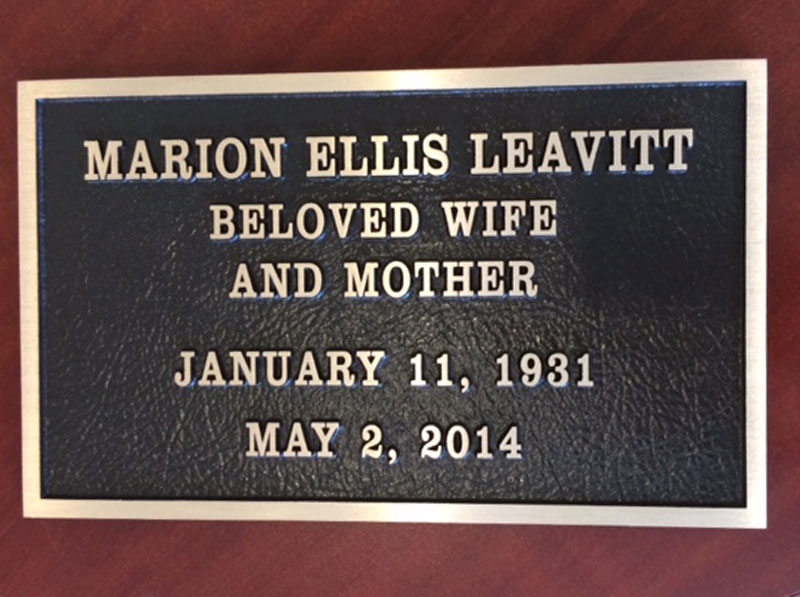 MARION ELLIS LEAVITT
BELOVED WIFE
AND MOTHER
JANUARY 11, 1931
MAY 2, 2014